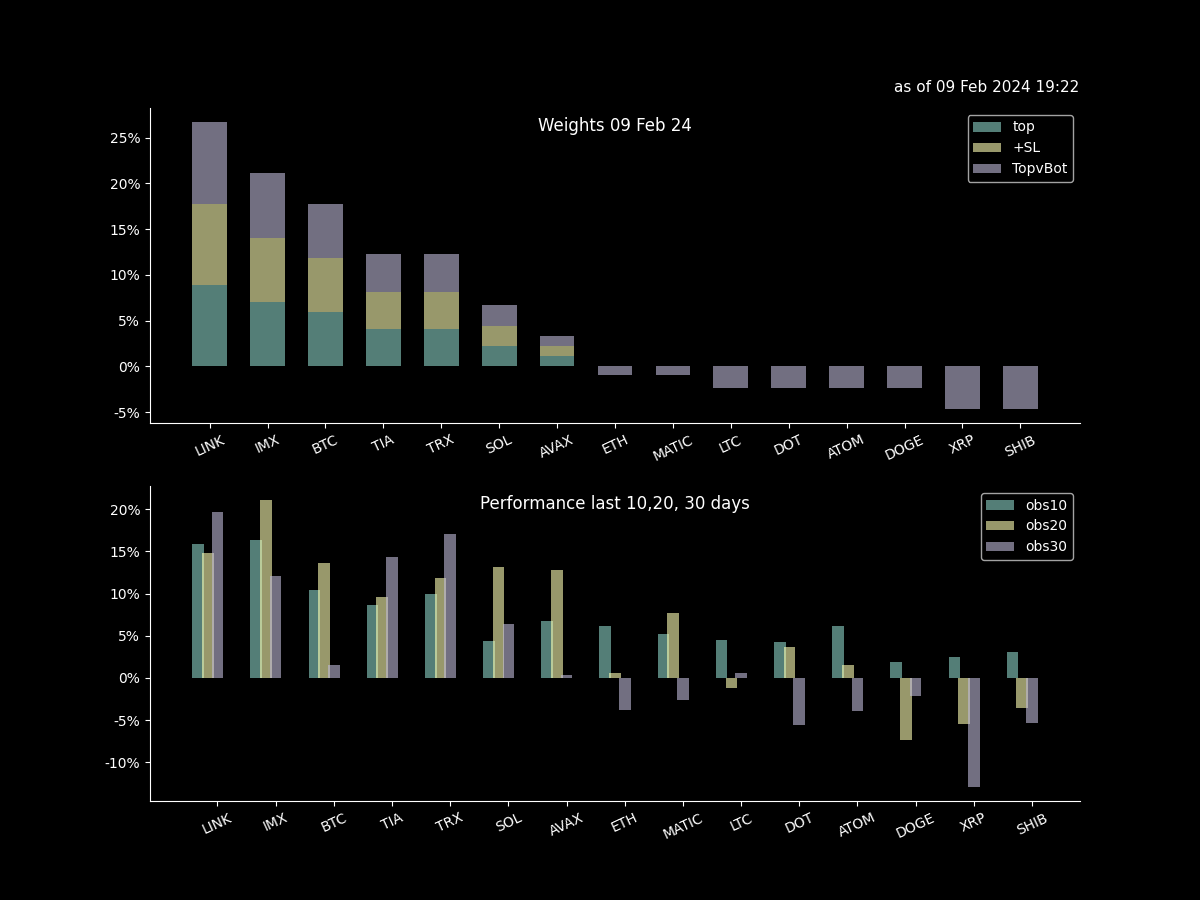 as of 09 Feb 2024 19:22
Weights 09 Feb 24
top
+SL
TopvBot
25%
20%
15%
10%
5%
0%
-5%
LINK IMX BTC TIA TRX SOL AVAX ETH MATIC LTC DOT ATOM DOGE XRP SHIB
Performance last 10,20, 30 days
obs10
obs20
obs30
20%
15%
10%
5%
0%
-5%
-10%
LINK IMX BTC TIA TRX SOL AVAX ETH MATIC LTC DOT ATOM DOGE XRP SHIB